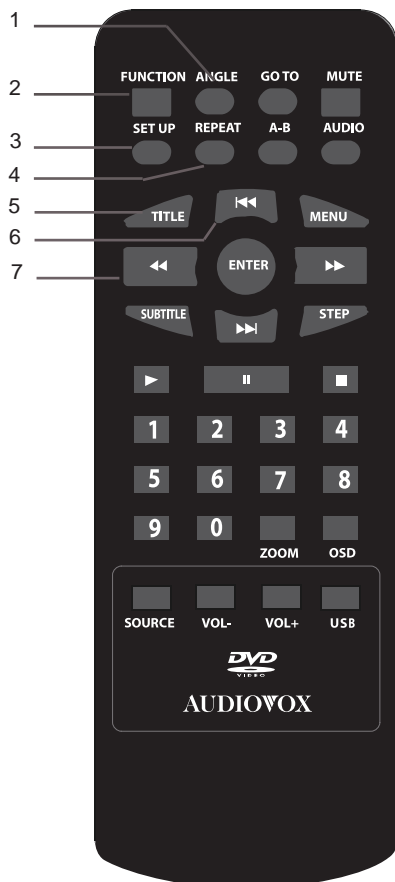 1
FUNCTION ANGLE GO TO MUTE
2
SET UP REPEAT A-B AUDIO
3
4
5
TITLE MENU
6
7
ENTER
SUBTITLE STEP
1 2 3 4
5 6 7 8
9 0
ZOOM OSD
SOURCE VOL- VOL+ USB
DVD
VIDEO
AUDIOVOX